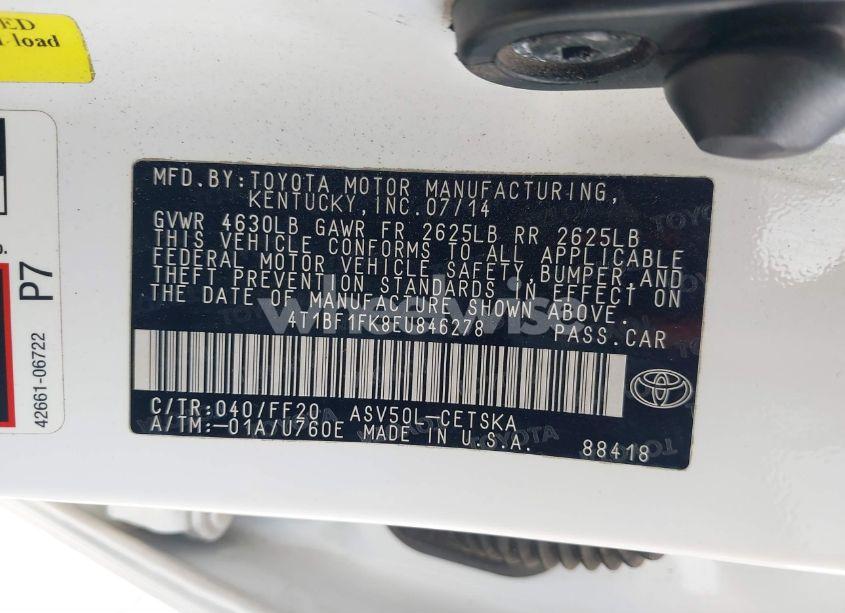 ED
load
MFD.BY:TOYOTA MOTOR MANUFACTURING,
KENTUCKY, INC.07/14
GVWR 4630LB GAWR FR 2625LB RR 2625LB
THIS VEHICLE CONFORMS TO ALL APPLICABLE
FEDERAL MOTOR VEHICLE SAFETY, BUMPER, AND
THEFT PREVENTION STANDARDS IN EFFECT ON
THE DATE OF MANUFACTURE SHOWN ABOVE.
4T1BF1FK8EU846278 PASS.CAR
C/TR:040/FF20 ASV50L-CETSKA
A/TM:-01A/U760E MADE IN U.S.A. 88418
P7
42661-06722
wheelwise